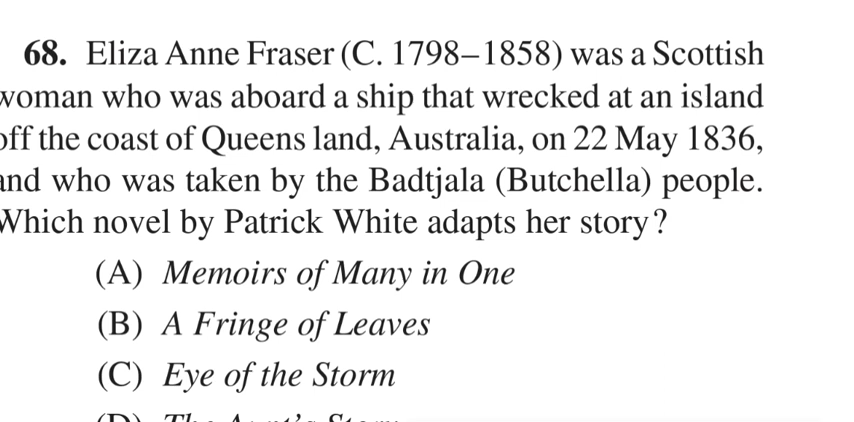 68. Eliza Anne Fraser (C. 1798–1858) was a Scottish
woman who was aboard a ship that wrecked at an island
off the coast of Queens land, Australia, on 22 May 1836,
and who was taken by the Badtjala (Butchella) people.
Which novel by Patrick White adapts her story?
(A) Memoirs of Many in One
(B) A Fringe of Leaves
(C) Eye of the Storm